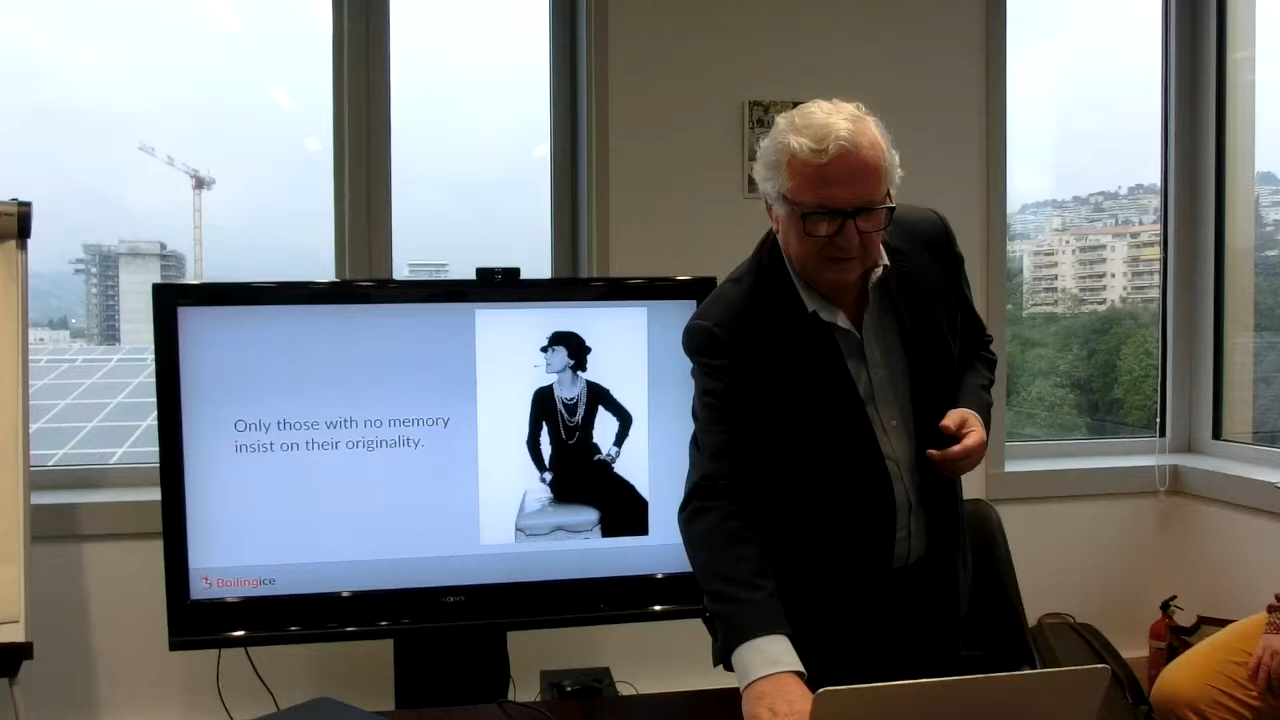 Only those with no memory
insist on their originality.
Boilingice
SONY